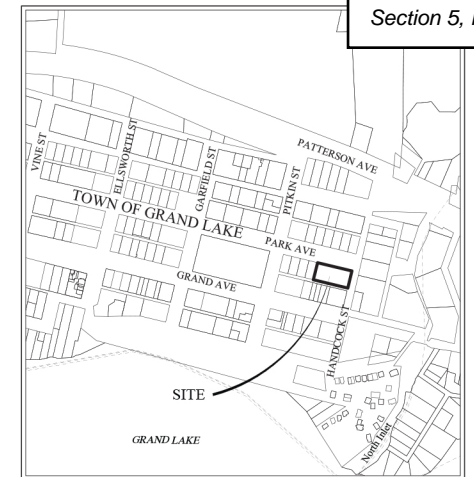 Section 5,
PATTERSON AVE
VINE ST
ELLSWORTH ST
GARFIELD ST
PITKIN ST
TOWN OF GRAND LAKE
PARK AVE
GRAND AVE
HANDCOCK ST
SITE
GRAND LAKE
North Inlet